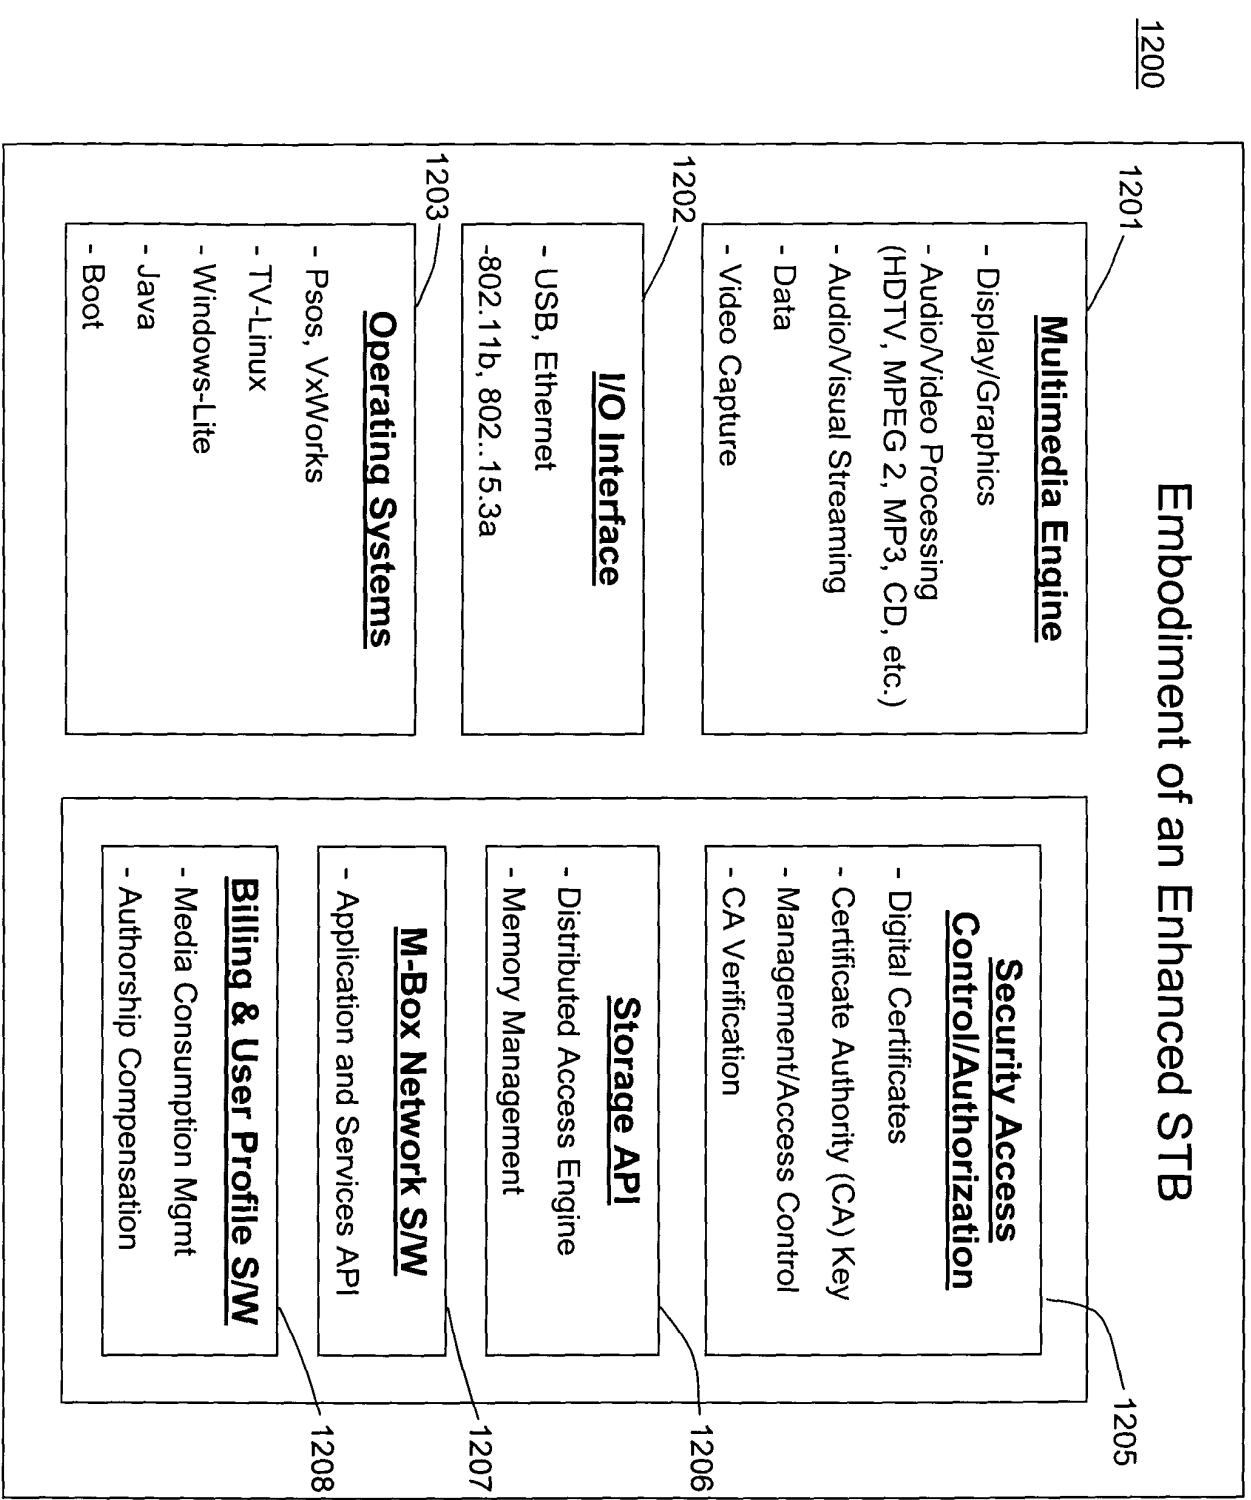 1200
Embodiment of an Enhanced STB
1201
Multimedia Engine
- Display/Graphics
- Audio/Video Processing
(HDTV, MPEG 2, MP3, CD, etc.)
- Audio/Visual Streaming
- Data
- Video Capture
1202
I/O Interface
- USB, Ethernet
-802.11b, 802..15.3a
1203
Operating Systems
- Psos, VxWorks
- TV-Linux
- Windows-Lite
- Java
- Boot
1205
Security Access
Control/Authorization
- Digital Certificates
- Certificate Authority (CA) Key
- Management/Access Control
- CA Verification
1206
Storage API
- Distributed Access Engine
- Memory Management
1207
M-Box Network S/W
- Application and Services API
1208
Billing & User Profile S/W
- Media Consumption Mgmt
- Authorship Compensation